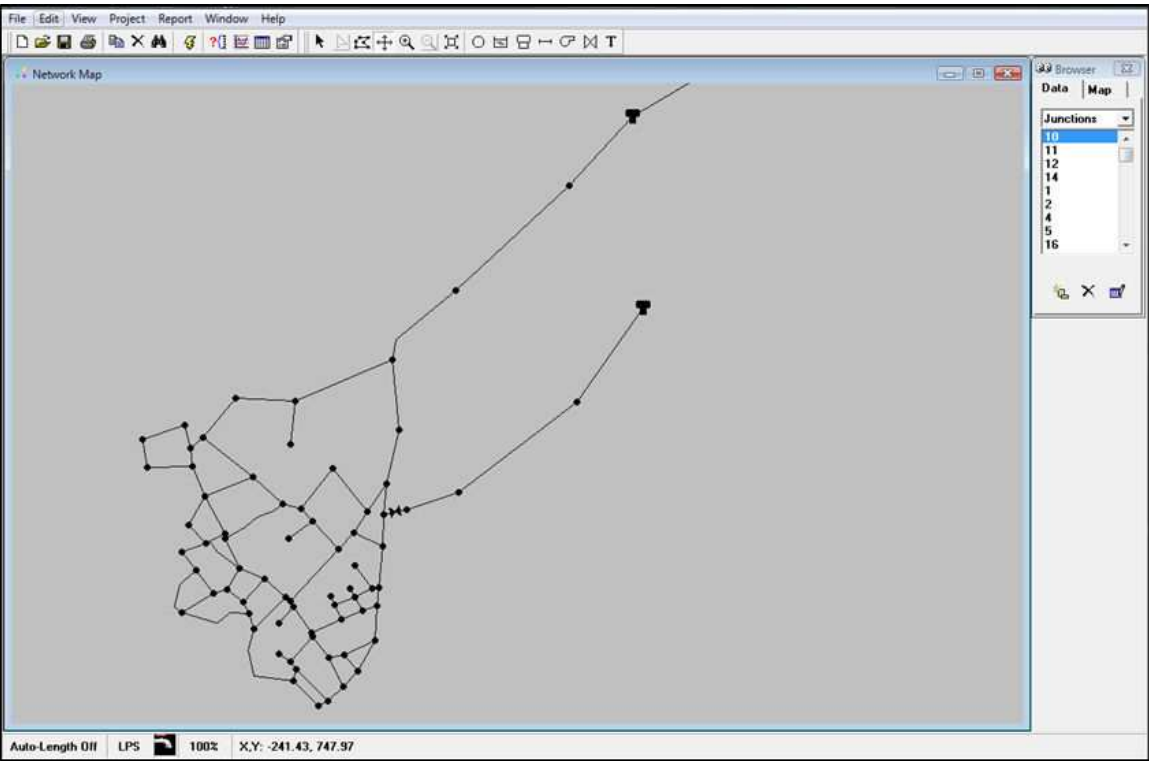 File Edit View Project Report Window Help
T
Network Map
Browser
Data Map
Junctions
10
11
12
14
1
2
4
5
16
Auto-Length Off LPS 100% X,Y: -241.43, 747.97